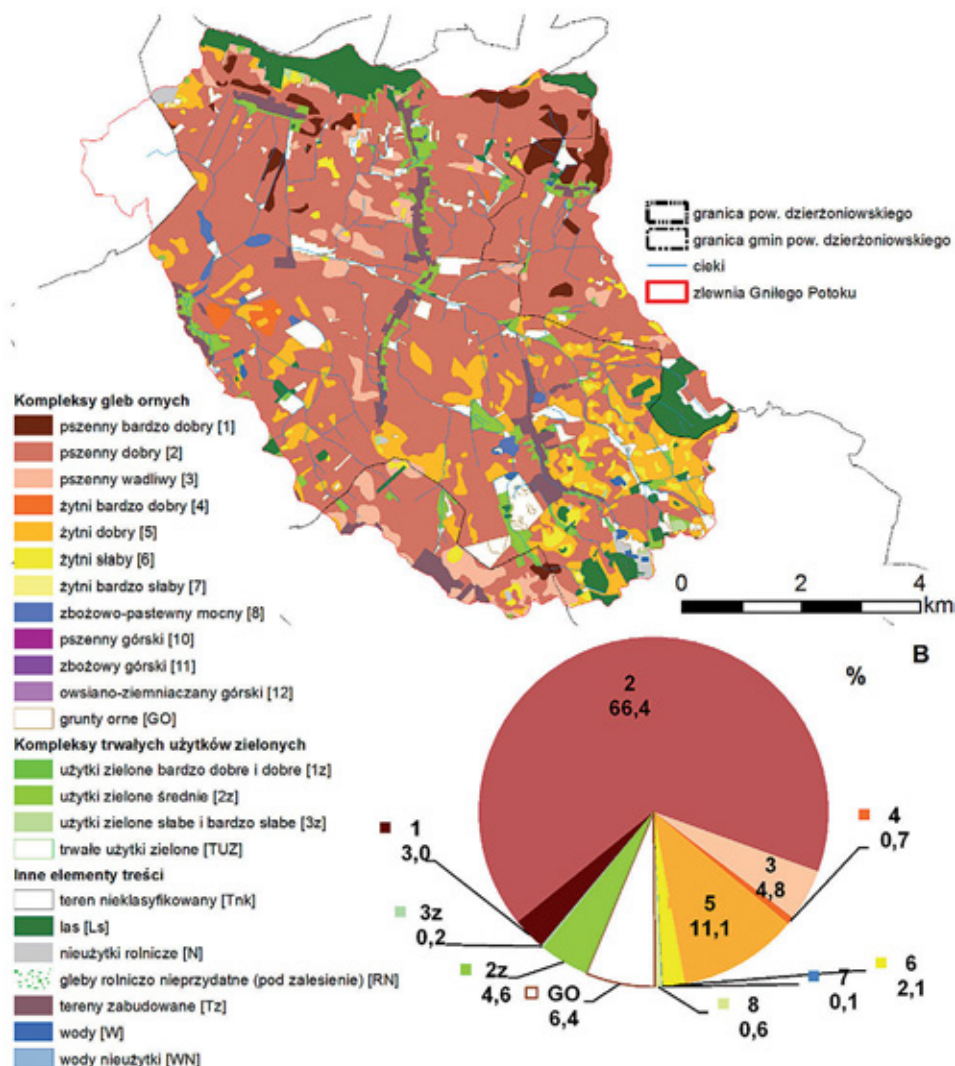 granica pow. dzierżoniowskiego
granica gmin pow. dzierżoniowskiego
cieki
zlewnia Gniłego Potoku
Kompleksy gleb ornych
pszenny bardzo dobry [1]
pszenny dobry [2]
pszenny wadliwy [3]
żytni bardzo dobry [4]
żytni dobry [5]
żytni słaby [6]
żytni bardzo słaby [7]
zbożowo-pastewny mocny [8]
pszenny górski [10]
zbożowy górski [11]
owsiano-ziemniaczany górski [12]
grunty orne [GO]
Kompleksy trwałych użytków zielonych
użytki zielone bardzo dobre i dobre [1z]
użytki zielone średnie [2z]
użytki zielone słabe i bardzo słabe [3z]
trwałe użytki zielone [TUZ]
Inne elementy treści
teren nieklasyfikowany [Tnk]
las [Ls]
nieużytki rolnicze [N]
gleby rolniczo nieprzydatne (pod zalesienie) [RN]
tereny zabudowane [Tz]
wody [W]
wody nieużytki [WN]
0 2 4
km
B
%
2
66,4
4
0,7
3
4,8
5
11,1
1
3,0
3z
0,2
2z
4,6
GO
6,4
8
0,6
7
0,1
6
2,1